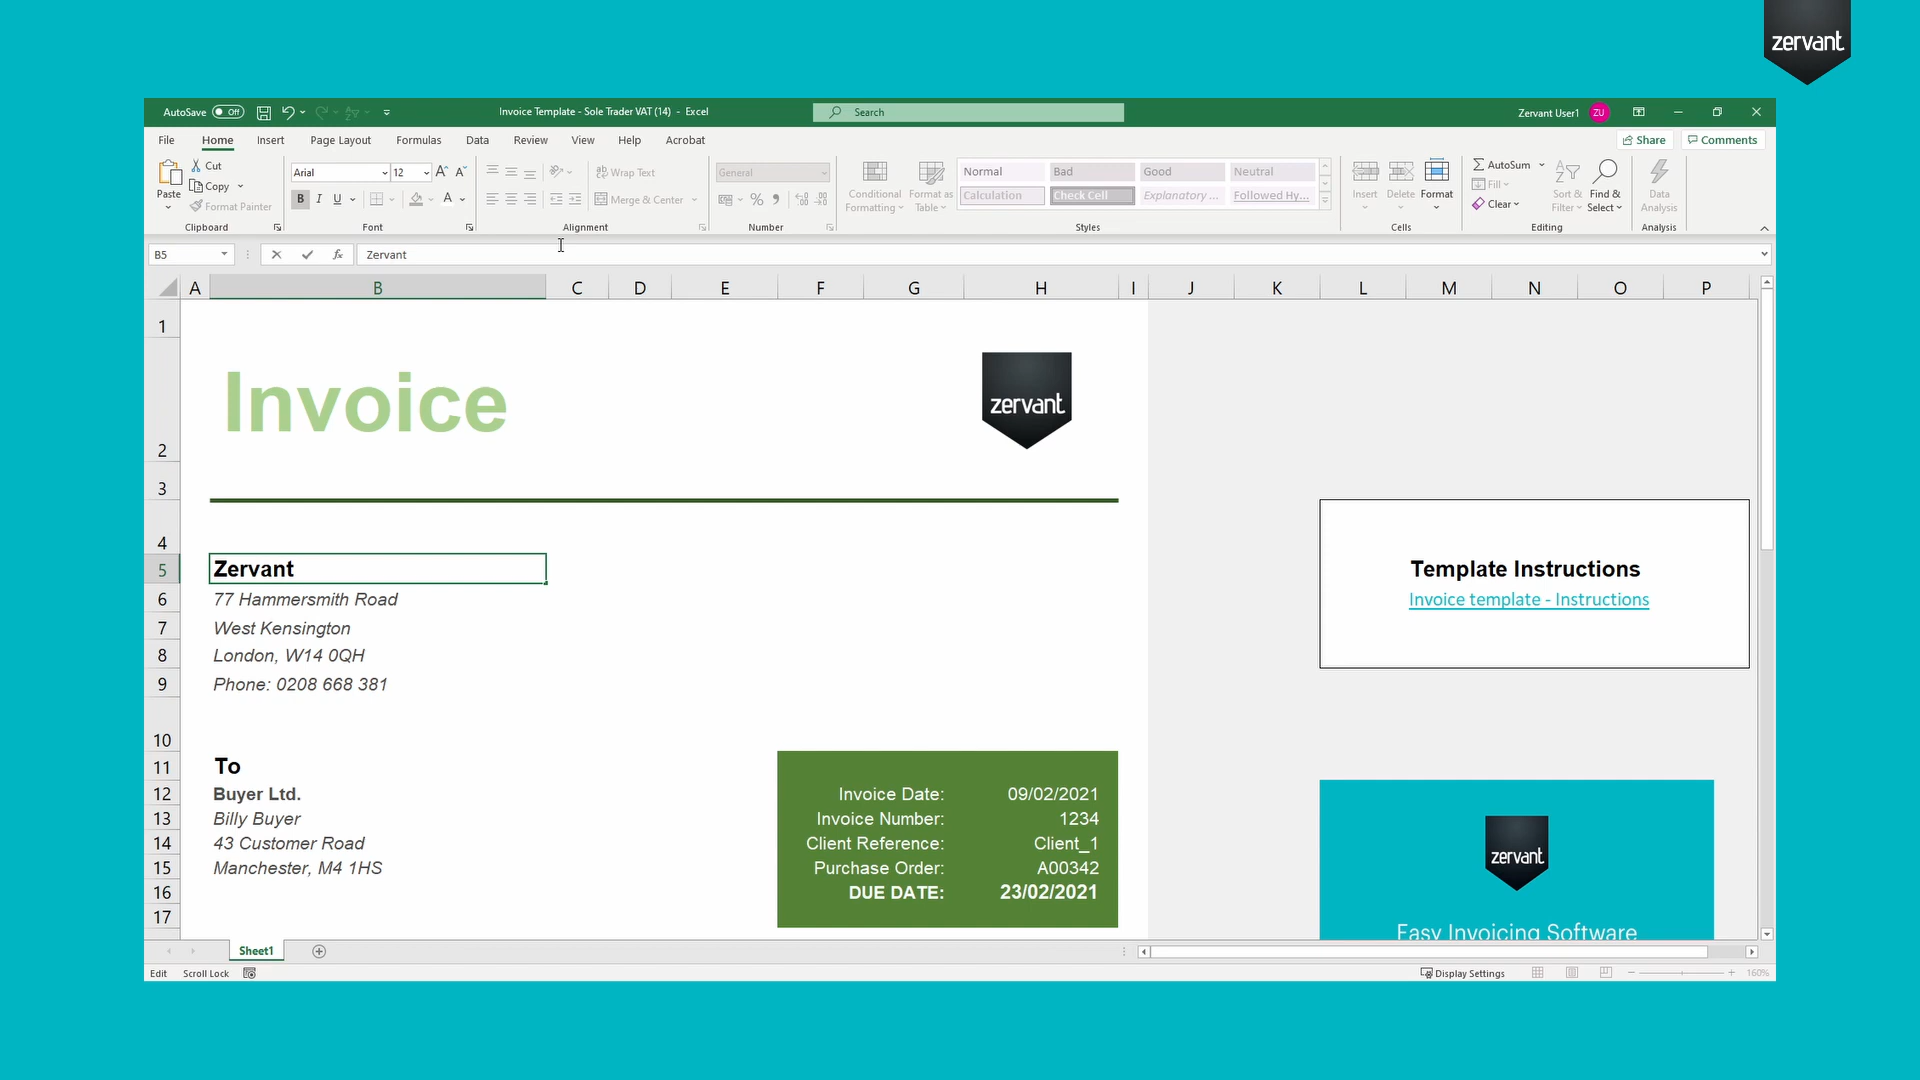 zervant
AutoSave Off
Invoice Template - Sole Trader VAT (14) - Excel
Search
Zervant User1 ZU
File Home Insert Page Layout Formulas Data Review View Help Acrobat
Share Comments
Paste
Cut
Copy
Format Painter
Clipboard
Arial 12
B I U
Font
Wrap Text
Merge & Center
Alignment
General
Number
Conditional Formatting
Format as Table
Normal Bad Good Neutral
Calculation Check Cell Explanatory ... Followed Hy...
Styles
Insert Delete Format
Cells
AutoSum
Fill
Clear
Sort & Filter
Find & Select
Editing
Data Analysis
Analysis
B5 fx Zervant
A B C D E F G H I J K L M N O P
1
Invoice
zervant
2
3
4
5 Zervant
Template Instructions
6 77 Hammersmith Road
Invoice template - Instructions
7 West Kensington
8 London, W14 0QH
9 Phone: 0208 668 381
10
11 To
12 Buyer Ltd. Invoice Date: 09/02/2021
13 Billy Buyer Invoice Number: 1234
14 43 Customer Road Client Reference: Client_1
15 Manchester, M4 1HS Purchase Order: A00342
16 DUE DATE: 23/02/2021
17
zervant
Easy Invoicing Software
Sheet1
Edit Scroll Lock Display Settings 160%